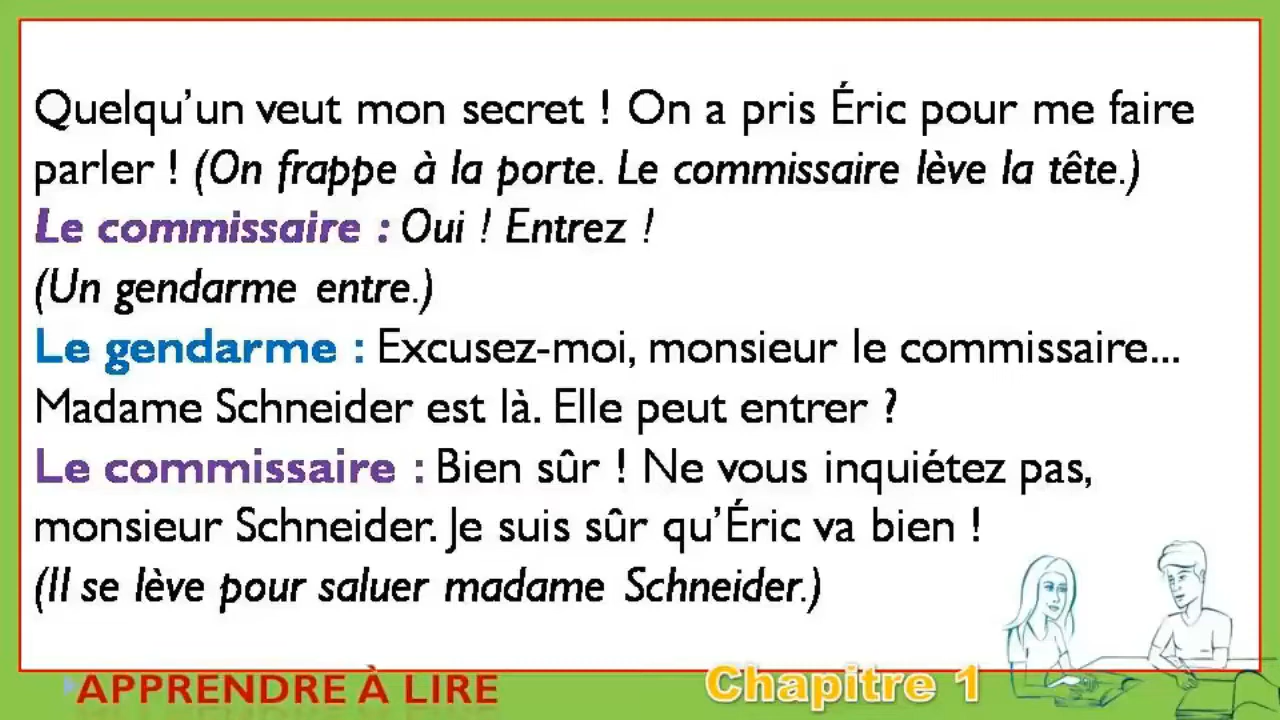 Quelqu’un veut mon secret ! On a pris Éric pour me faire
parler ! (On frappe à la porte. Le commissaire lève la tête.)
Le commissaire : Oui ! Entrez !
(Un gendarme entre.)
Le gendarme : Excusez-moi, monsieur le commissaire...
Madame Schneider est là. Elle peut entrer ?
Le commissaire : Bien sûr ! Ne vous inquiétez pas,
monsieur Schneider. Je suis sûr qu’Éric va bien !
(Il se lève pour saluer madame Schneider.)
APPRENDRE À LIRE
Chapitre 1